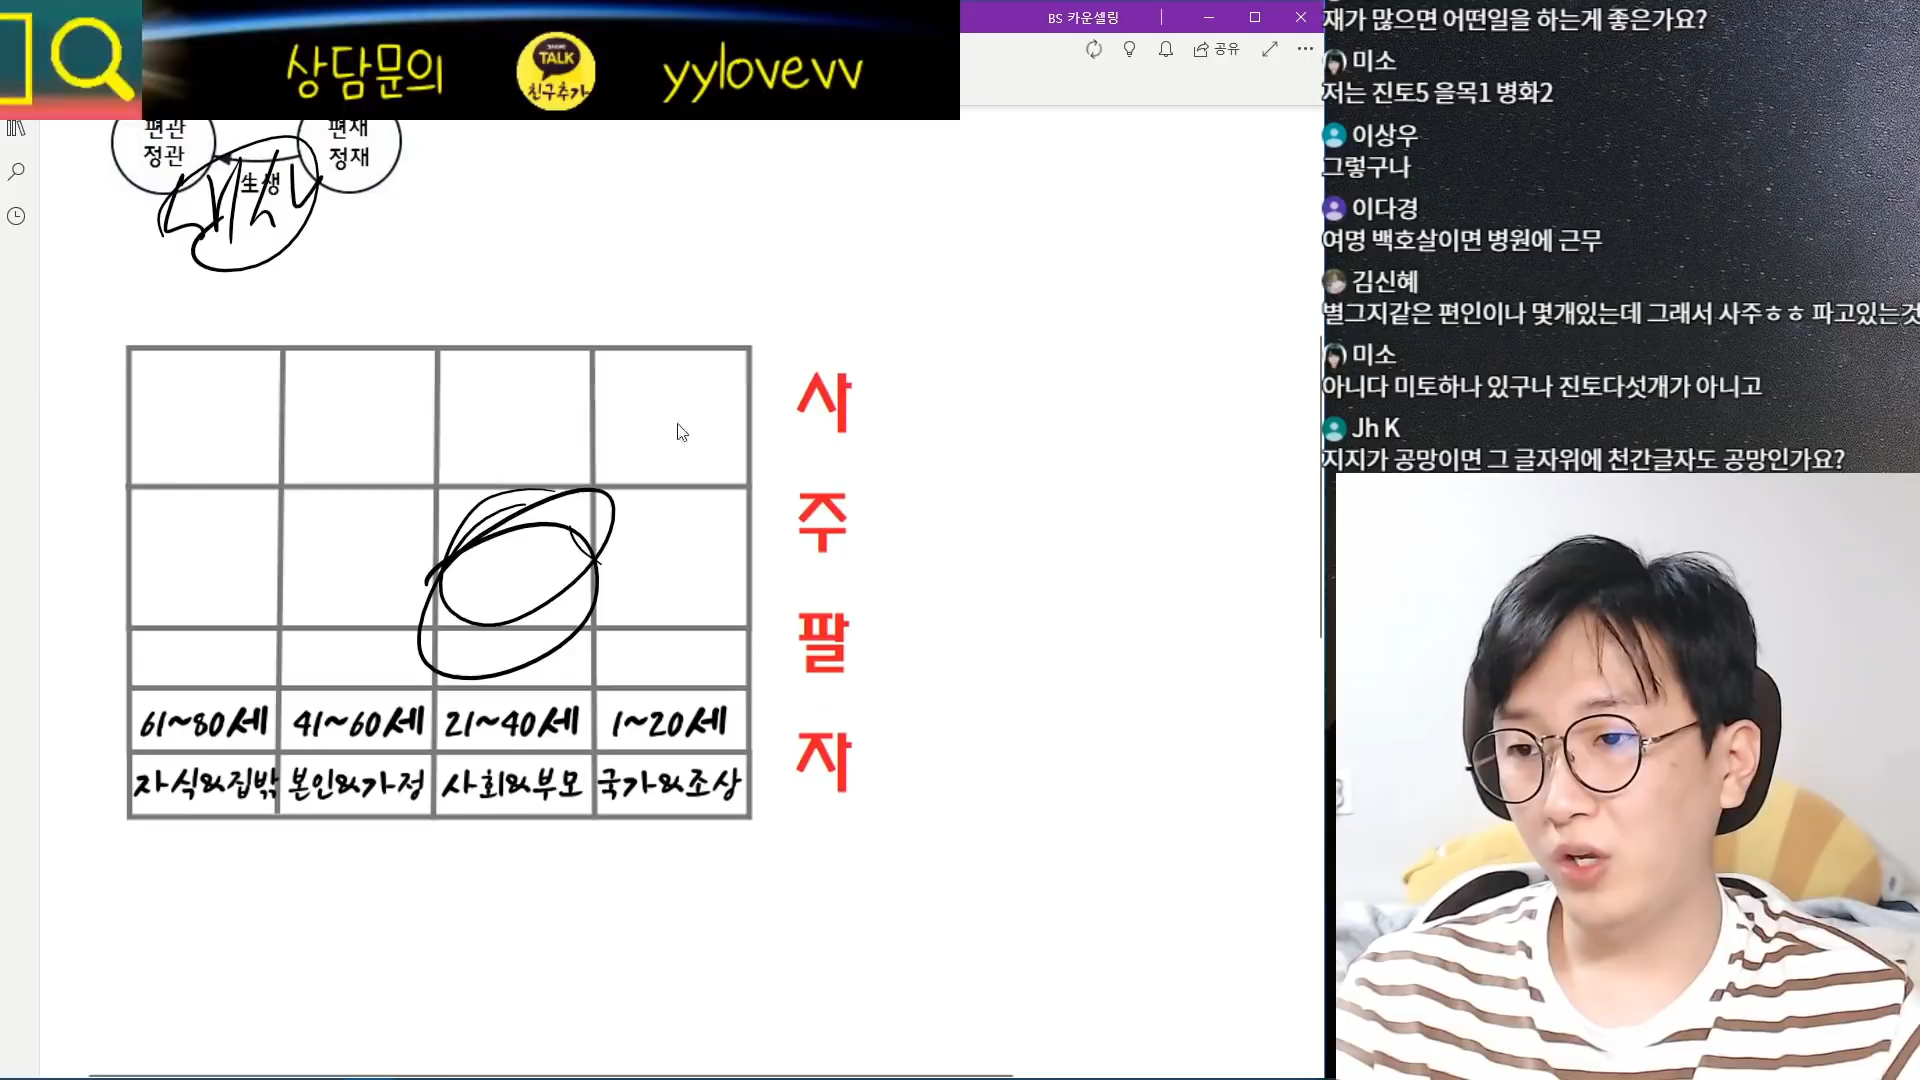 상담문의
TALK
친구추가
yylovevv
BS 카운셀링
공유
편관
정관
편재
정재
生생
사
주
팔
자
61~80세 41~60세 21~40세 1~20세
자식&집밖 본인&가정 사회&부모 국가&조상
재가 많으면 어떤일을 하는게 좋은가요?
미소
저는 진토5 을목1 병화2
이상우
그렇구나
이다경
여명 백호살이면 병원에 근무
김신혜
별그지같은 편인이나 몇개있는데 그래서 사주ㅎㅎ 파고있는것
미소
아니다 미토하나 있구나 진토다섯개가 아니고
Jh K
지지가 공망이면 그 글자위에 천간글자도 공망인가요?